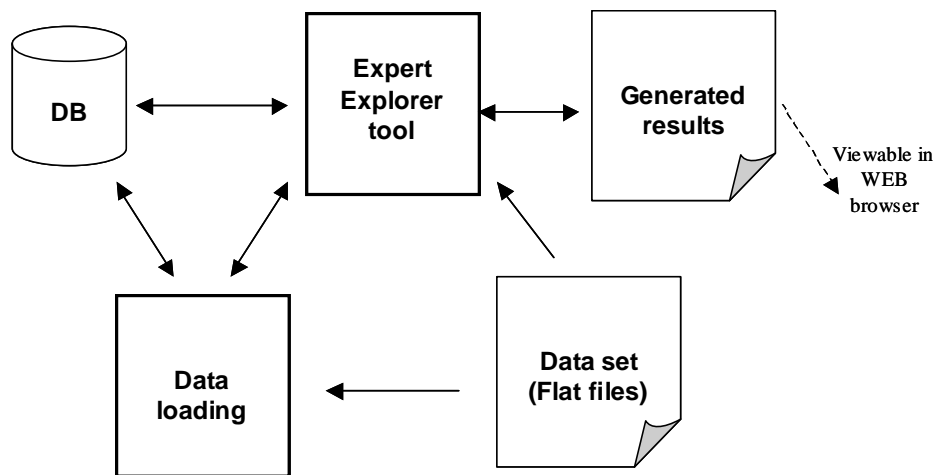 DB
Expert
Explorer
tool
Generated
results
Viewable in
WEB
browser
Data
loading
Data set
(Flat files)